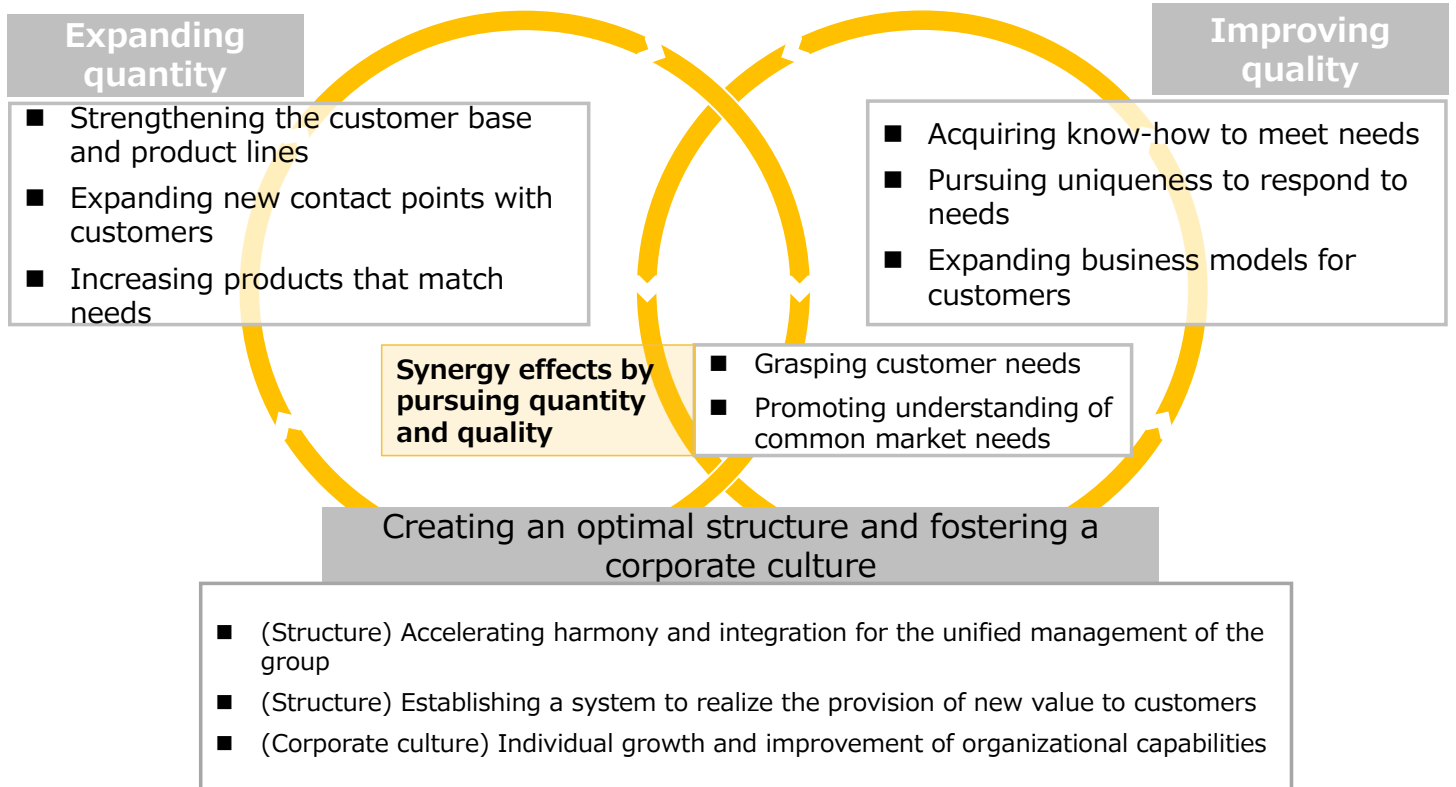 Expanding
quantity
■ Strengthening the customer base
and product lines
■ Expanding new contact points with
customers
■ Increasing products that match
needs
Improving
quality
■ Acquiring know-how to meet needs
■ Pursuing uniqueness to respond to
needs
■ Expanding business models for
customers
Synergy effects by
pursuing quantity
and quality
■ Grasping customer needs
■ Promoting understanding of
common market needs
Creating an optimal structure and fostering a
corporate culture
■ (Structure) Accelerating harmony and integration for the unified management of the
group
■ (Structure) Establishing a system to realize the provision of new value to customers
■ (Corporate culture) Individual growth and improvement of organizational capabilities